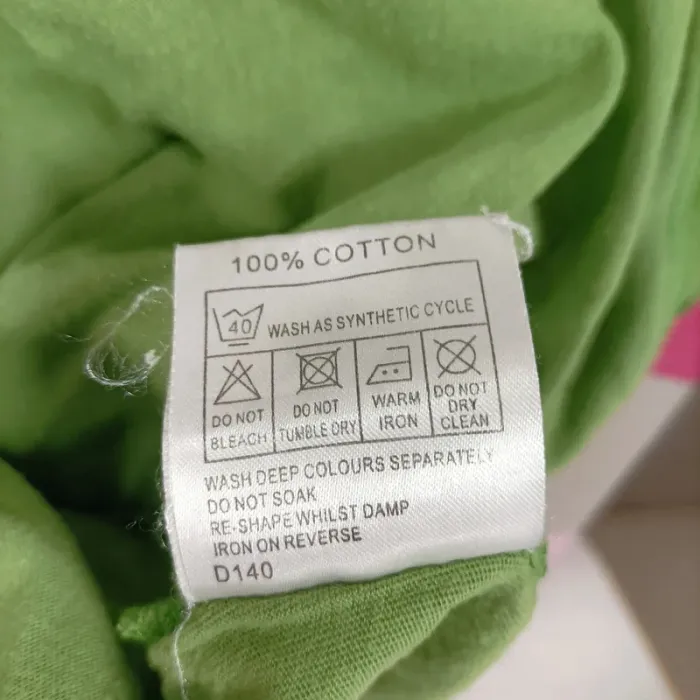 100% COTTON
40 WASH AS SYNTHETIC CYCLE
DO NOT BLEACH
DO NOT TUMBLE DRY
WARM IRON
DO NOT DRY CLEAN
WASH DEEP COLOURS SEPARATELY
DO NOT SOAK
RE-SHAPE WHILST DAMP
IRON ON REVERSE
D140